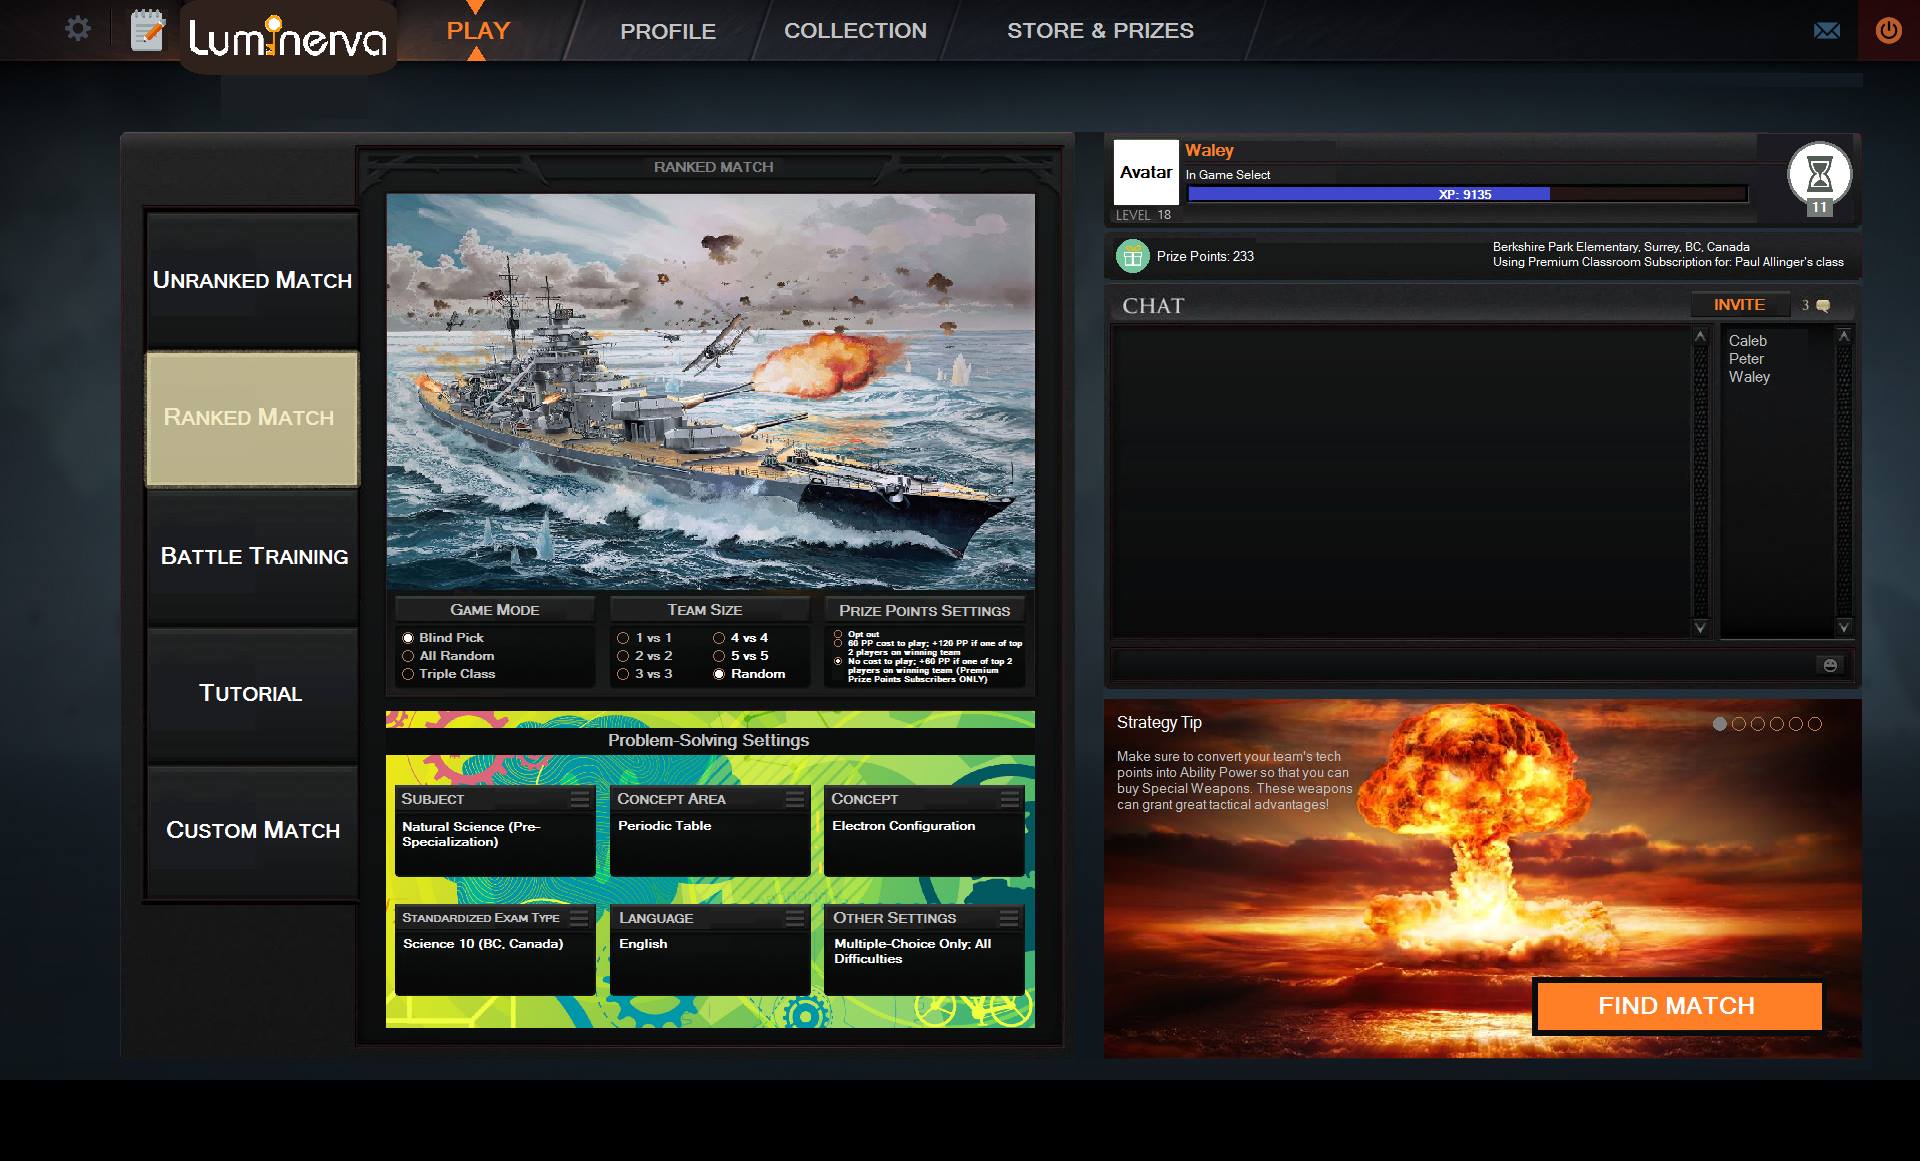 Luminerva
PLAY
PROFILE
COLLECTION
STORE & PRIZES
UNRANKED MATCH
RANKED MATCH
BATTLE TRAINING
TUTORIAL
CUSTOM MATCH
RANKED MATCH
GAME MODE
Blind Pick
All Random
Triple Class
TEAM SIZE
1 vs 1
2 vs 2
3 vs 3
4 vs 4
5 vs 5
Random
PRIZE POINTS SETTINGS
Opt out
60 PP cost to play; +120 PP if one of top
2 players on winning team
No cost to play; +60 PP if one of top 2
players on winning team (Premium
Prize Points Subscribers ONLY)
Problem-Solving Settings
SUBJECT
Natural Science (Pre-
Specialization)
CONCEPT AREA
Periodic Table
CONCEPT
Electron Configuration
STANDARDIZED EXAM TYPE
Science 10 (BC, Canada)
LANGUAGE
English
OTHER SETTINGS
Multiple-Choice Only; All
Difficulties
Avatar
Waley
In Game Select
XP: 9135
LEVEL 18
11
Prize Points: 233
Berkshire Park Elementary, Surrey, BC, Canada
Using Premium Classroom Subscription for: Paul Allinger's class
CHAT
INVITE
3
Caleb
Peter
Waley
Strategy Tip
Make sure to convert your team's tech
points into Ability Power so that you can
buy Special Weapons. These weapons
can grant great tactical advantages!
FIND MATCH